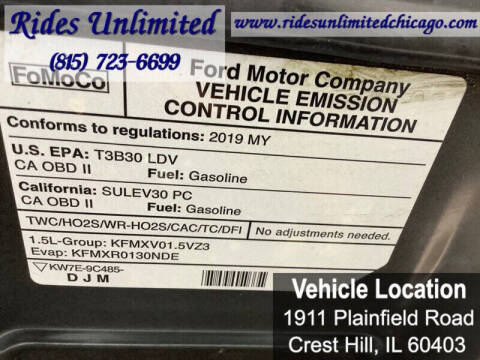 Rides Unlimited
(815) 723-6699
www.ridesunlimitedchicago.com
FoMoCo
Ford Motor Company
VEHICLE EMISSION
CONTROL INFORMATION
Conforms to regulations: 2019 MY
U.S. EPA: T3B30 LDV
CA OBD II Fuel: Gasoline
California: SULEV30 PC
CA OBD II Fuel: Gasoline
TWC/HO2S/WR-HO2S/CAC/TC/DFI
No adjustments needed.
1.5L-Group: KFMXV01.5VZ3
Evap: KFMXR0130NDE
KW7E-9C485-
DJM
Vehicle Location
1911 Plainfield Road
Crest Hill, IL 60403